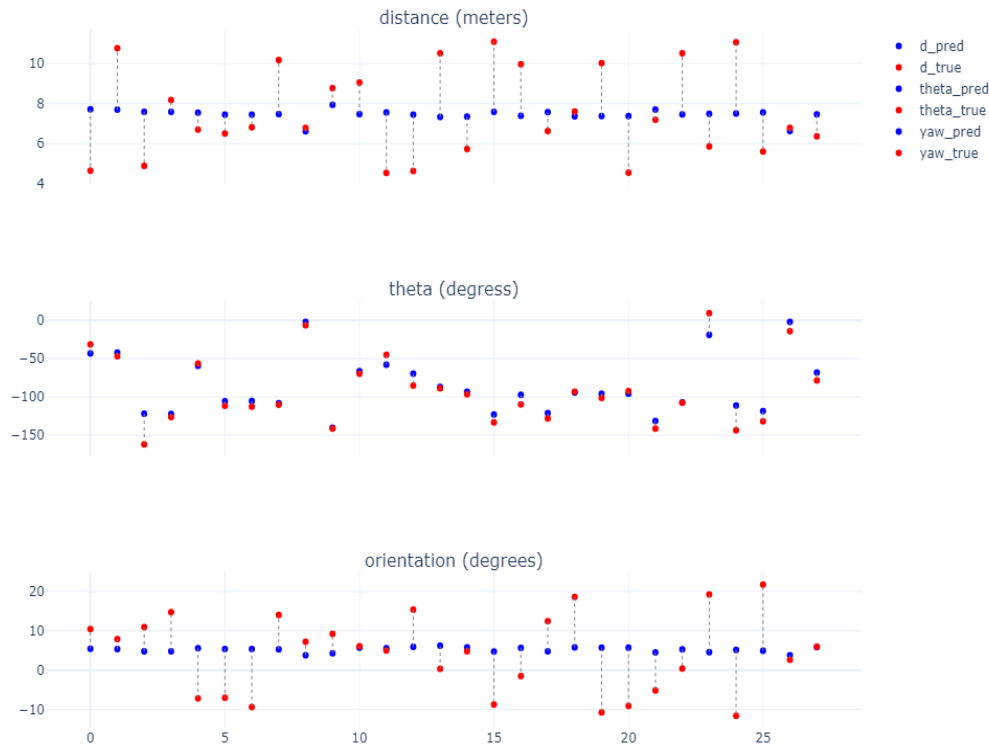 distance (meters)
10
8
6
4
d_pred
d_true
theta_pred
theta_true
yaw_pred
yaw_true
theta (degress)
0
−50
−100
−150
orientation (degrees)
20
10
0
−10
0 5 10 15 20 25